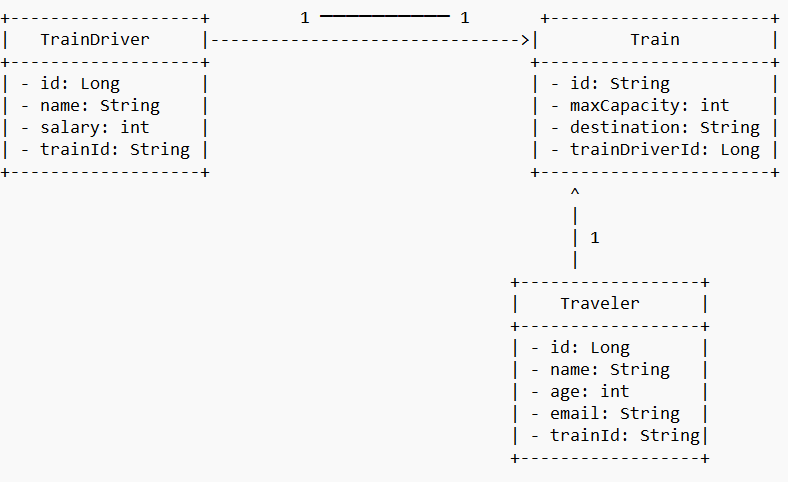 1 ━━━━━━━━━━ 1
+-------------------+ +-----------------------+
| TrainDriver |------------------------------->| Train |
+-------------------+ +-----------------------+
| - id: Long | | - id: String |
| - name: String | | - maxCapacity: int |
| - salary: int | | - destination: String |
| - trainId: String | | - trainDriverId: Long |
+-------------------+ +-----------------------+
^
|
| 1
|
+------------------+
| Traveler |
+------------------+
| - id: Long |
| - name: String |
| - age: int |
| - email: String |
| - trainId: String|
+------------------+